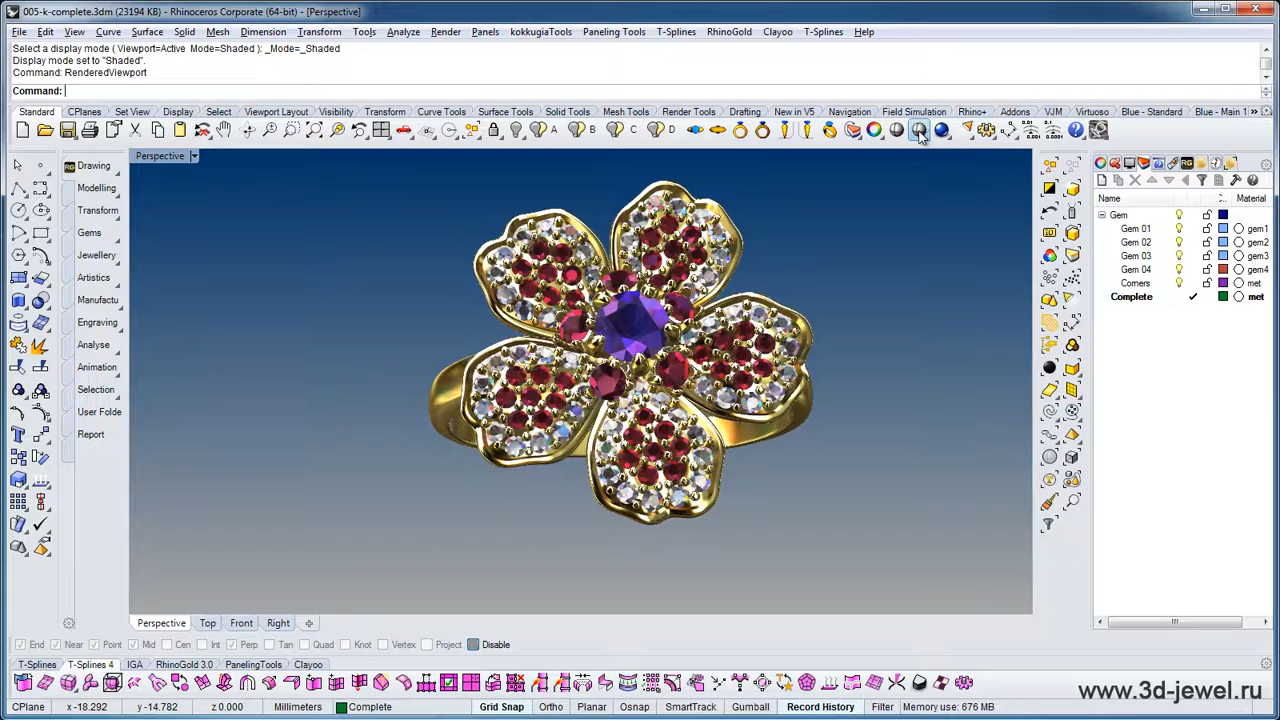 005-k-complete.3dm (23194 KB) - Rhinoceros Corporate (64-bit) - [Perspective]
File Edit View Curve Surface Solid Mesh Dimension Transform Tools Analyze Render Panels kokkugiaTools Paneling Tools T-Splines RhinoGold Clayoo T-Splines Help
Select a display mode ( Viewport=Active Mode=Shaded ): _Mode=_Shaded
Display mode set to "Shaded".
Command: RenderedViewport
Command:
Standard CPlanes Set View Display Select Viewport Layout Visibility Transform Curve Tools Surface Tools Solid Tools Mesh Tools Render Tools Drafting New in V5 Navigation Field Simulation Rhino+ Addons VJM Virtuoso Blue - Standard Blue - Main 1
A B C D
Perspective
Drawing
Modelling
Transform
Gems
Jewellery
Artistics
Manufactu
Engraving
Analyse
Animation
Selection
User Folde
Report
Name Material
Gem
Gem 01 gem1
Gem 02 gem2
Gem 03 gem3
Gem 04 gem4
Corners met
Complete met
Perspective Top Front Right
End Near Point Mid Cen Int Perp Tan Quad Knot Vertex Project Disable
T-Splines T-Splines 4 IGA RhinoGold 3.0 PanelingTools Clayoo
www.3d-jewel.ru
CPlane x -18.292 y -14.782 z 0.000 Millimeters Complete Grid Snap Ortho Planar Osnap SmartTrack Gumball Record History Filter Memory use: 676 MB